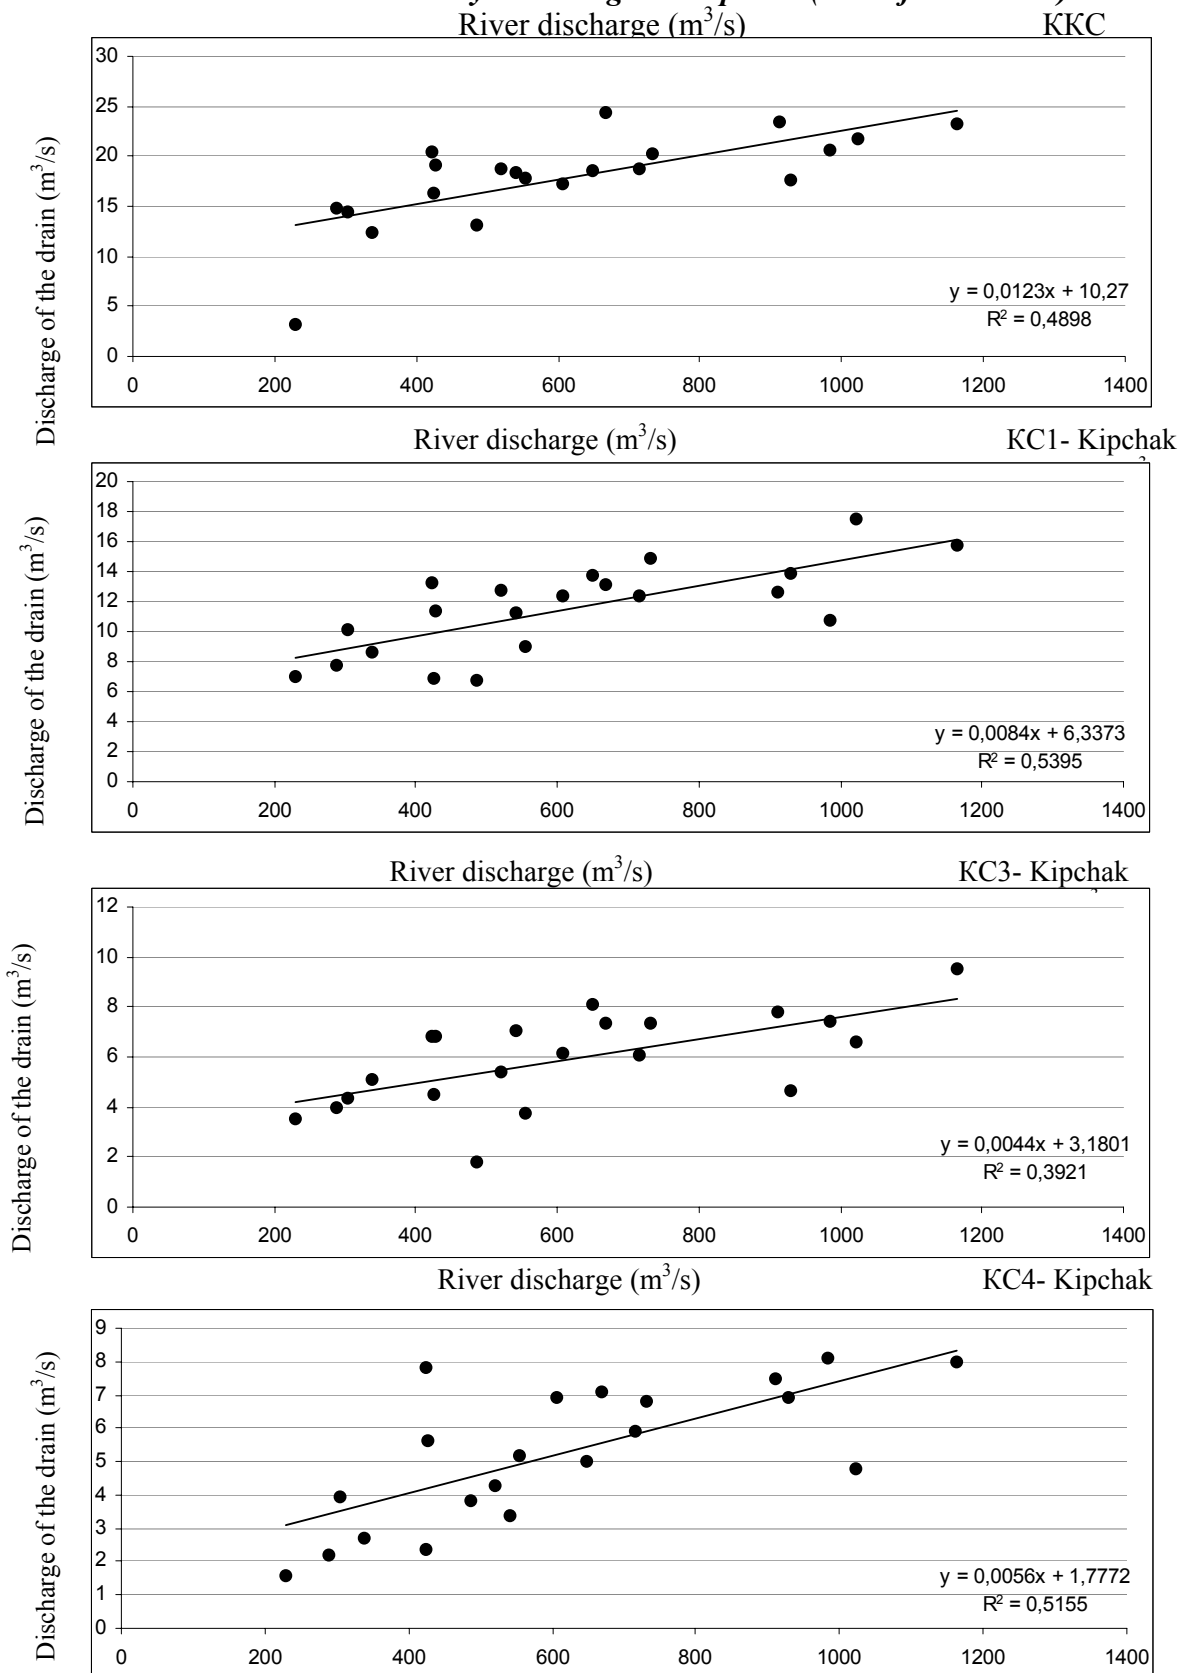 River discharge (m³/s) ККС
Discharge of the drain (m³/s)
30
25
20
15
10
5
0
y = 0,0123x + 10,27
R² = 0,4898
0 200 400 600 800 1000 1200 1400
River discharge (m³/s) КС1- Kipchak
Discharge of the drain (m³/s)
20
18
16
14
12
10
8
6
4
2
0
y = 0,0084x + 6,3373
R² = 0,5395
0 200 400 600 800 1000 1200 1400
River discharge (m³/s) КС3- Kipchak
Discharge of the drain (m³/s)
12
10
8
6
4
2
0
y = 0,0044x + 3,1801
R² = 0,3921
0 200 400 600 800 1000 1200 1400
River discharge (m³/s) КС4- Kipchak
Discharge of the drain (m³/s)
9
8
7
6
5
4
3
2
1
0
y = 0,0056x + 1,7772
R² = 0,5155
0 200 400 600 800 1000 1200 1400